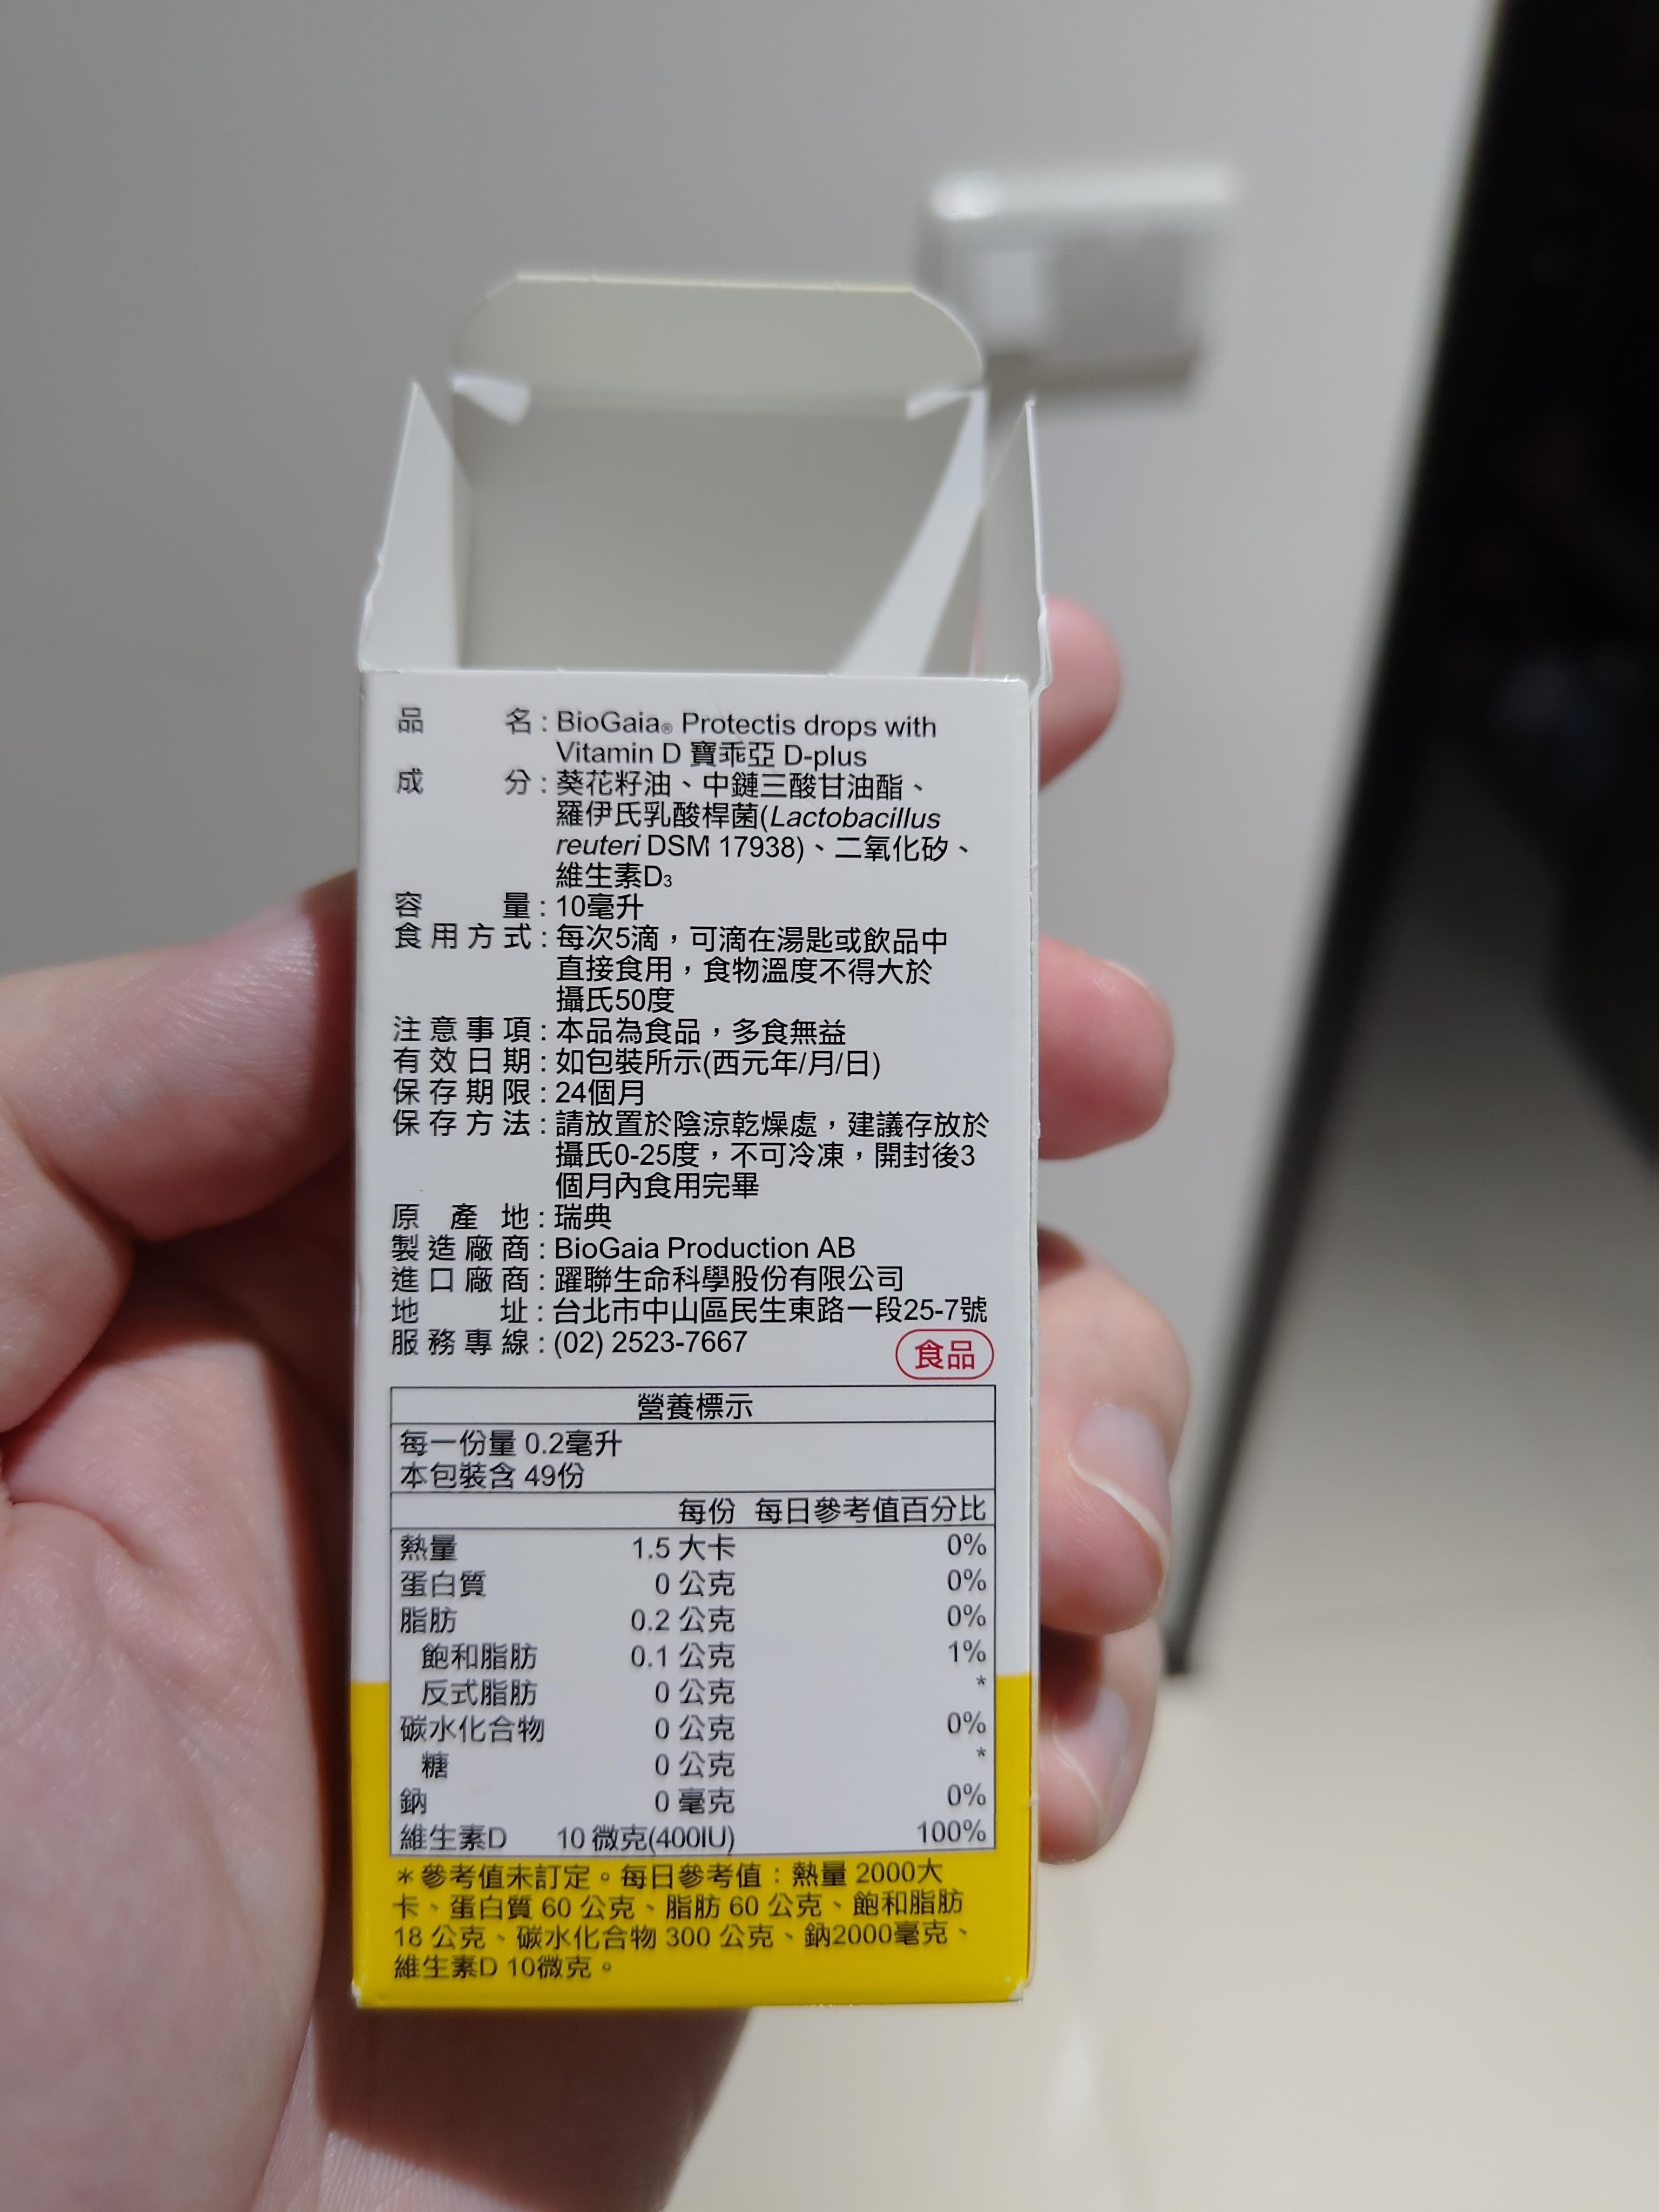 品名:BioGaia® Protectis drops with
Vitamin D 寶乖亞 D-plus
成分:葵花籽油、中鏈三酸甘油酯、
羅伊氏乳酸桿菌(Lactobacillus
reuteri DSM 17938)、二氧化矽、
維生素D₃
容量:10毫升
食用方式:每次5滴,可滴在湯匙或飲品中
直接食用,食物溫度不得大於
攝氏50度
注意事項:本品為食品,多食無益
有效日期:如包裝所示(西元年/月/日)
保存期限:24個月
保存方法:請放置於陰涼乾燥處,建議存放於
攝氏0-25度,不可冷凍,開封後3
個月內食用完畢
原產地:瑞典
製造廠商:BioGaia Production AB
進口廠商:躍聯生命科學股份有限公司
地址:台北市中山區民生東路一段25-7號
服務專線:(02) 2523-7667
食品
營養標示
每一份量 0.2毫升
本包裝含 49份
每份 每日參考值百分比
熱量 1.5 大卡 0%
蛋白質 0 公克 0%
脂肪 0.2 公克 0%
飽和脂肪 0.1 公克 1%
反式脂肪 0 公克 *
碳水化合物 0 公克 0%
糖 0 公克 *
鈉 0 毫克 0%
維生素D 10 微克(400IU) 100%
*參考值未訂定。每日參考值:熱量 2000大
卡、蛋白質 60 公克、脂肪 60 公克、飽和脂肪
18 公克、碳水化合物 300 公克、鈉2000毫克、
維生素D 10微克。